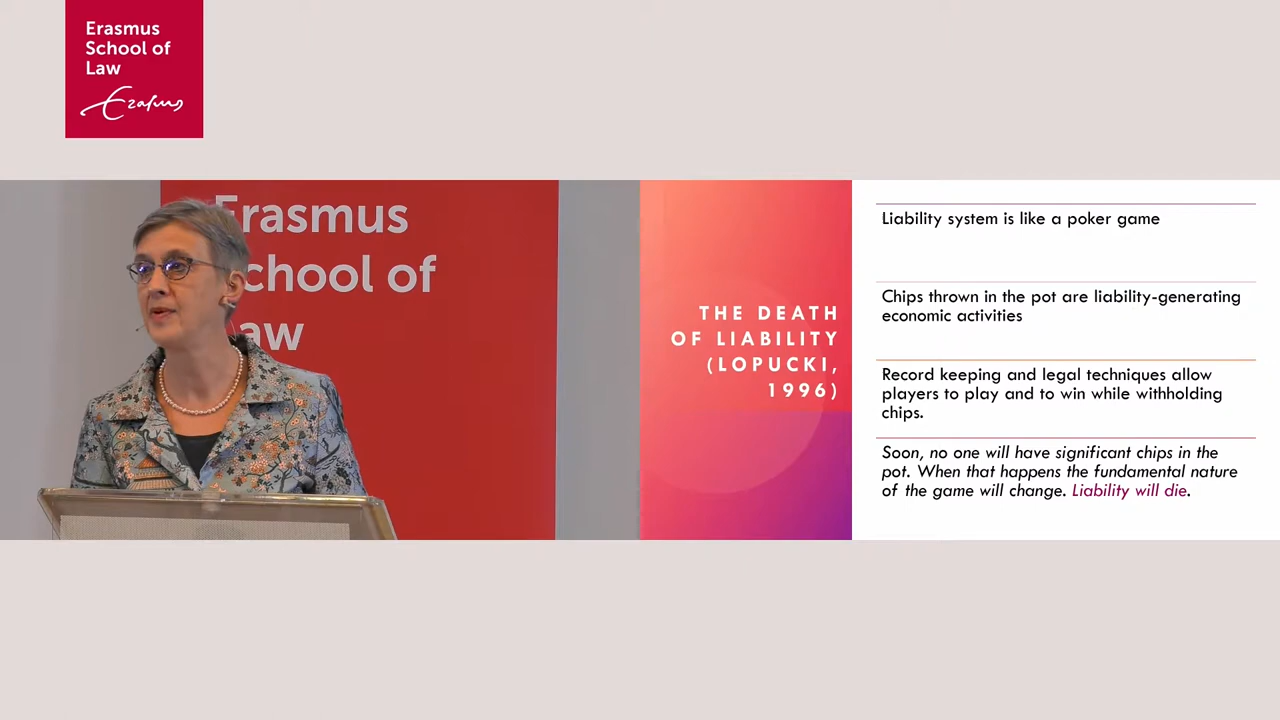 Erasmus
School of
Law
Erasmus
Erasmus
School of
Law
THE DEATH
OF LIABILITY
(LOPUCKI,
1996)
Liability system is like a poker game
Chips thrown in the pot are liability-generating
economic activities
Record keeping and legal techniques allow
players to play and to win while withholding
chips.
Soon, no one will have significant chips in the
pot. When that happens the fundamental nature
of the game will change. Liability will die.